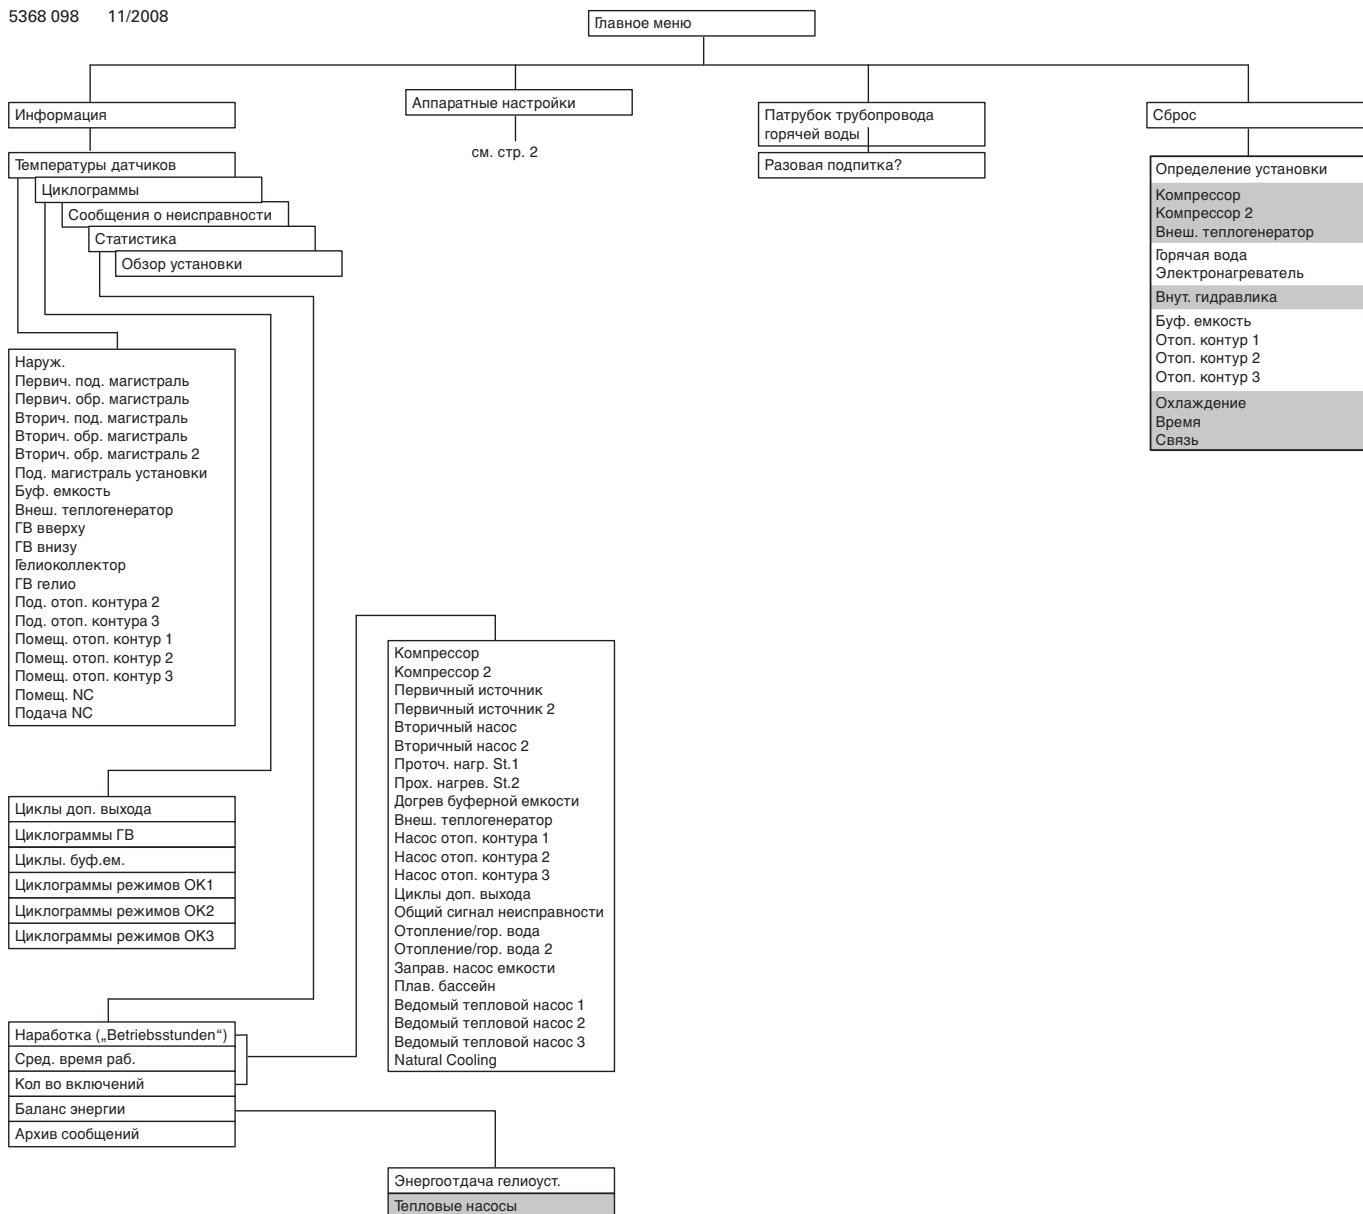 5368 098 11/2008
Главное меню
Информация
Аппаратные настройки
см. стр. 2
Патрубок трубопровода
горячей воды
Разовая подпитка?
Сброс
Температуры датчиков
Циклограммы
Сообщения о неисправности
Статистика
Обзор установки
Определение установки
Компрессор
Компрессор 2
Внеш. теплогенератор
Горячая вода
Электронагреватель
Внут. гидравлика
Буф. емкость
Отоп. контур 1
Отоп. контур 2
Отоп. контур 3
Охлаждение
Время
Связь
Наруж.
Первич. под. магистраль
Первич. обр. магистраль
Вторич. под. магистраль
Вторич. обр. магистраль
Вторич. обр. магистраль 2
Под. магистраль установки
Буф. емкость
Внеш. теплогенератор
ГВ вверху
ГВ внизу
Гелиоколлектор
ГВ гелио
Под. отоп. контура 2
Под. отоп. контура 3
Помещ. отоп. контур 1
Помещ. отоп. контур 2
Помещ. отоп. контур 3
Помещ. NC
Подача NC
Компрессор
Компрессор 2
Первичный источник
Первичный источник 2
Вторичный насос
Вторичный насос 2
Проточ. нагр. St.1
Прох. нагрев. St.2
Догрев буферной емкости
Внеш. теплогенератор
Насос отоп. контура 1
Насос отоп. контура 2
Насос отоп. контура 3
Циклы доп. выхода
Общий сигнал неисправности
Отопление/гор. вода
Отопление/гор. вода 2
Заправ. насос емкости
Плав. бассейн
Ведомый тепловой насос 1
Ведомый тепловой насос 2
Ведомый тепловой насос 3
Natural Cooling
Циклы доп. выхода
Циклограммы ГВ
Циклы. буф.ем.
Циклограммы режимов ОК1
Циклограммы режимов ОК2
Циклограммы режимов ОК3
Наработка („Betriebsstunden“)
Сред. время раб.
Кол во включений
Баланс энергии
Архив сообщений
Энергоотдача гелиоуст.
Тепловые насосы